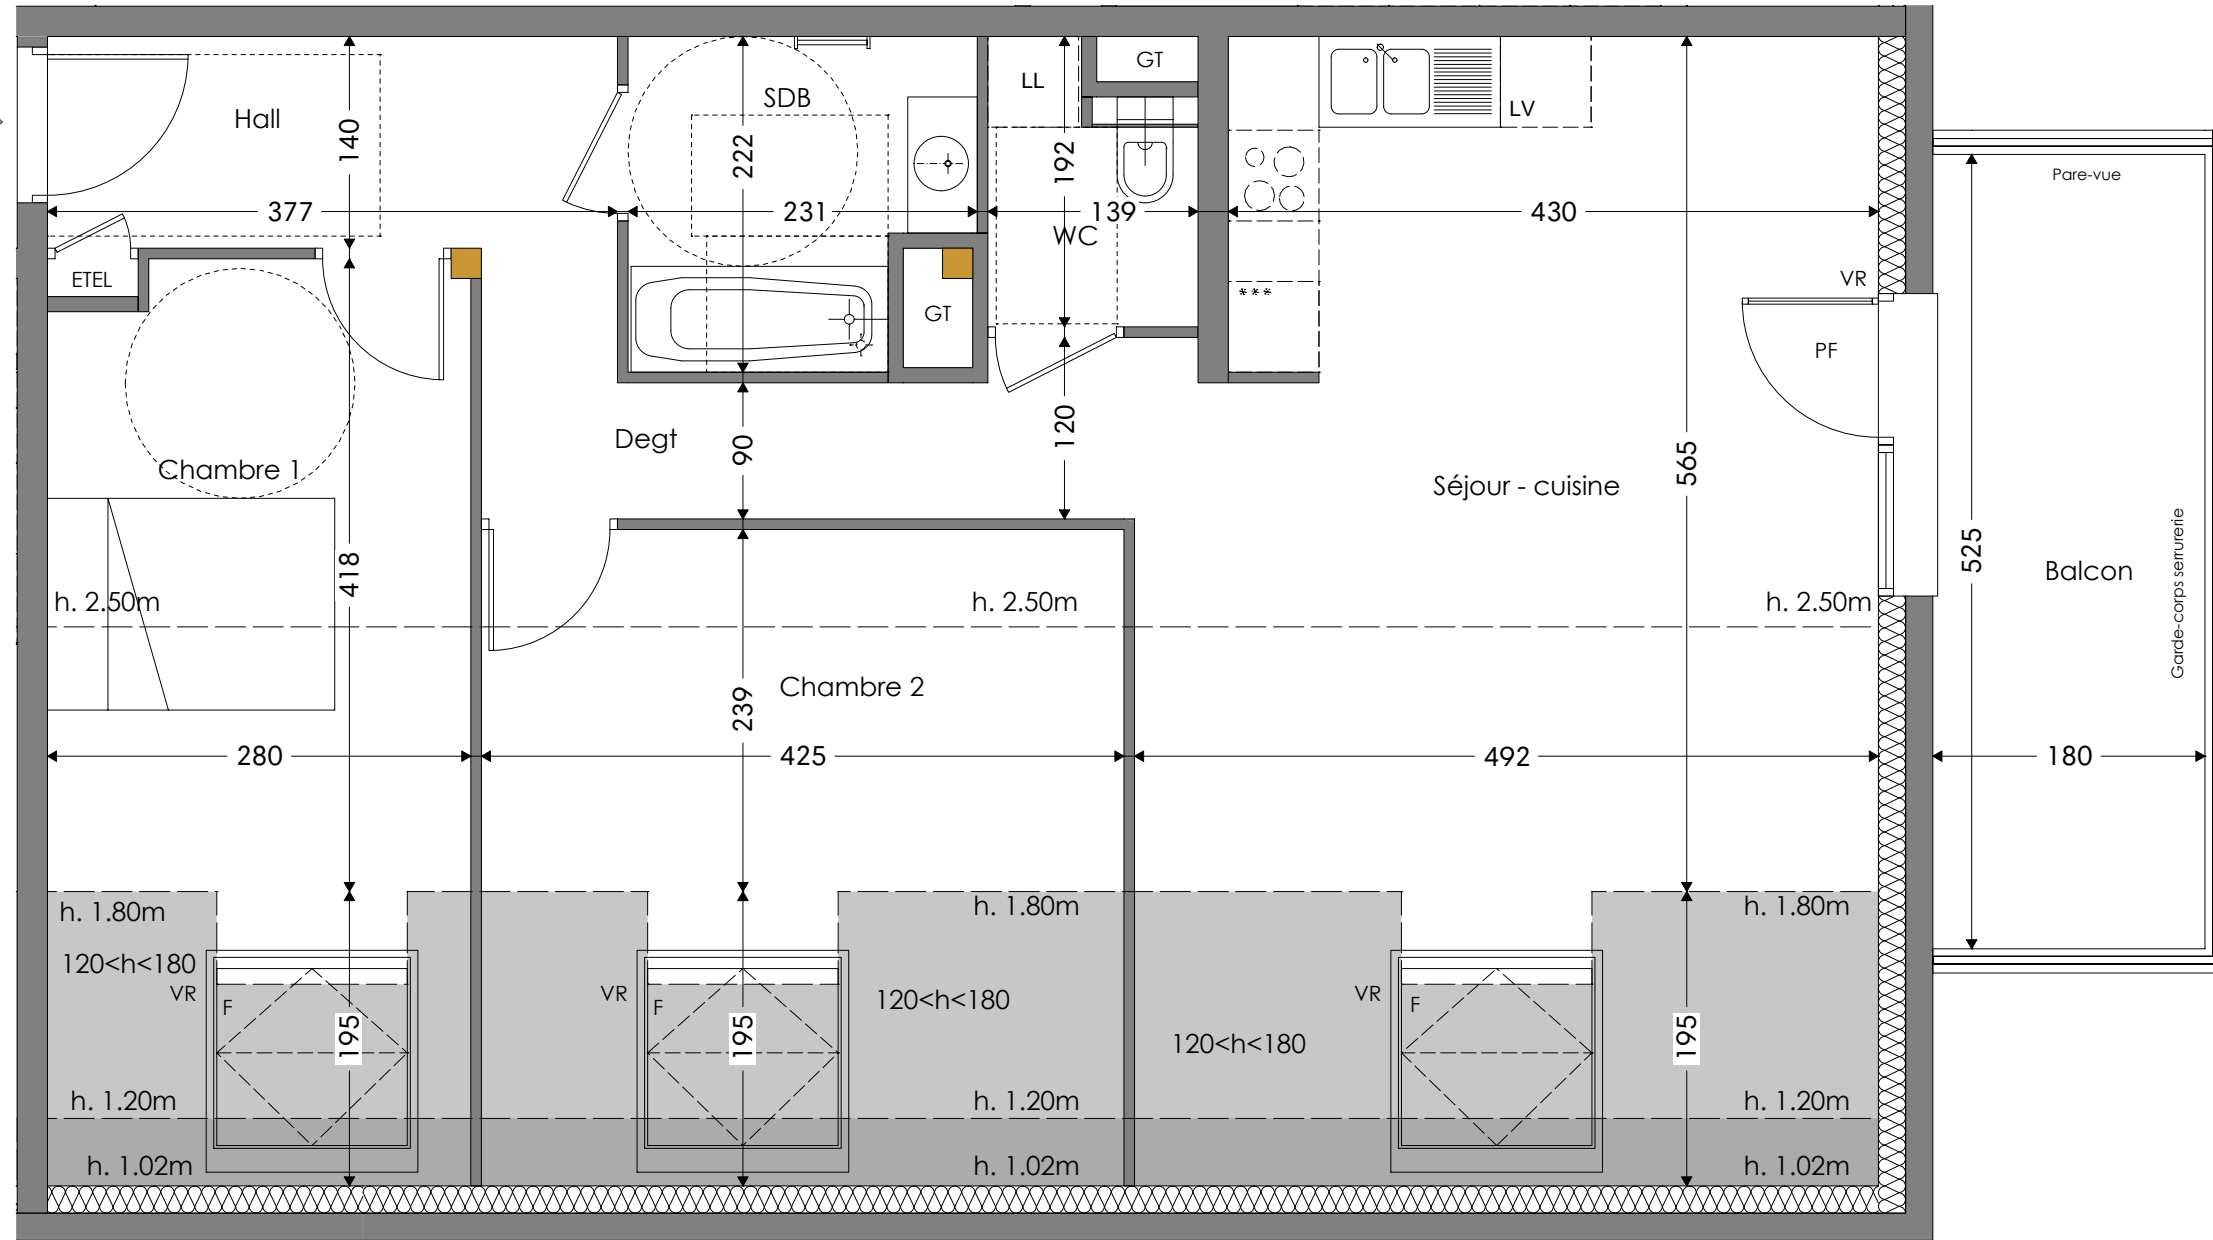 Hall
140
377
ETEL
SDB
222
231
LL
GT
192
139
WC
GT
LV
430
***
VR
PF
Pare-vue
Chambre 1
Degt
90
120
Séjour - cuisine
565
525
Balcon
Garde-corps serrurerie
418
h. 2.50m
h. 2.50m
h. 2.50m
239
Chambre 2
280
425
492
180
h. 1.80m
h. 1.80m
h. 1.80m
120<h<180
VR
F
195
VR
F
195
120<h<180
VR
F
120<h<180
195
h. 1.20m
h. 1.20m
h. 1.20m
h. 1.02m
h. 1.02m
h. 1.02m